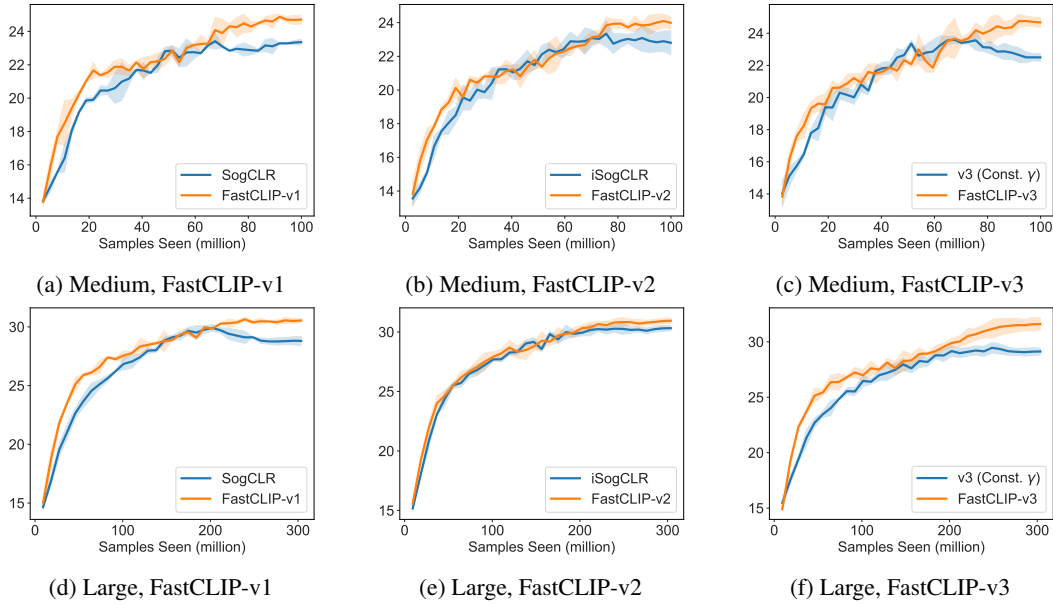 24
22
20
18
16
14
0 20 40 60 80 100
Samples Seen (million)
SogCLR
FastCLIP-v1
(a) Medium, FastCLIP-v1
24
22
20
18
16
14
0 20 40 60 80 100
Samples Seen (million)
iSogCLR
FastCLIP-v2
(b) Medium, FastCLIP-v2
24
22
20
18
16
14
0 20 40 60 80 100
Samples Seen (million)
v3 (Const. γ)
FastCLIP-v3
(c) Medium, FastCLIP-v3
30
25
20
15
0 100 200 300
Samples Seen (million)
SogCLR
FastCLIP-v1
(d) Large, FastCLIP-v1
30
25
20
15
0 100 200 300
Samples Seen (million)
iSogCLR
FastCLIP-v2
(e) Large, FastCLIP-v2
30
25
20
15
0 100 200 300
Samples Seen (million)
v3 (Const. γ)
FastCLIP-v3
(f) Large, FastCLIP-v3